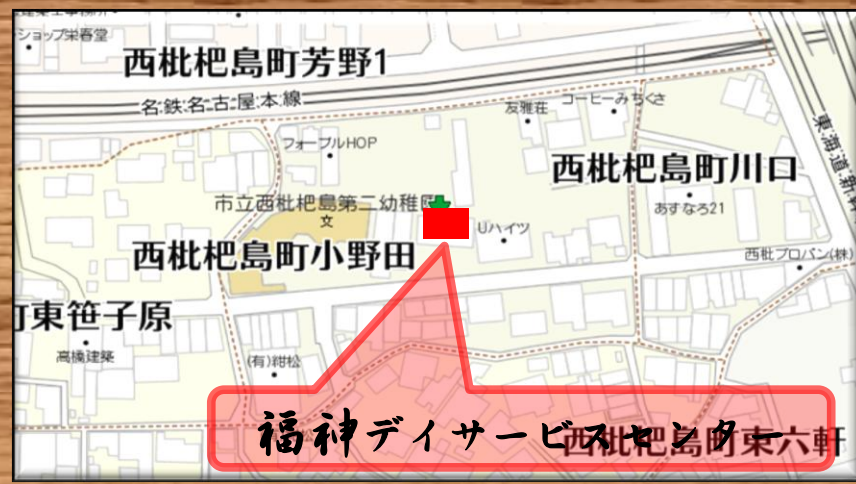 ショップ栄春堂
西枇杷島町芳野1
名鉄名古屋本線
友雅荘
コーヒーみちくさ
フォーブルHOP
西枇杷島町川口
あすなろ21
市立西枇杷島第二幼稚園
文
Uハイツ
西枇杷島町小野田
西枇プロパン(株)
町東笹子原
高橋建築
(有)紺松
福神デイサービスセンター
西枇杷島町東六軒
東海道新幹